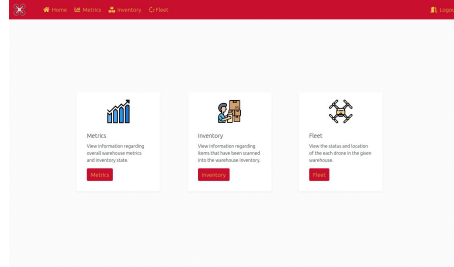 Home Metrics Inventory Fleet Logou
Metrics
View information regarding
overall warehouse metrics
and inventory state.
Metrics
Inventory
View information regarding
items that have been scanned
into the warehouse inventory.
Inventory
Fleet
View the status and location
of each drone in the given
warehouse.
Fleet